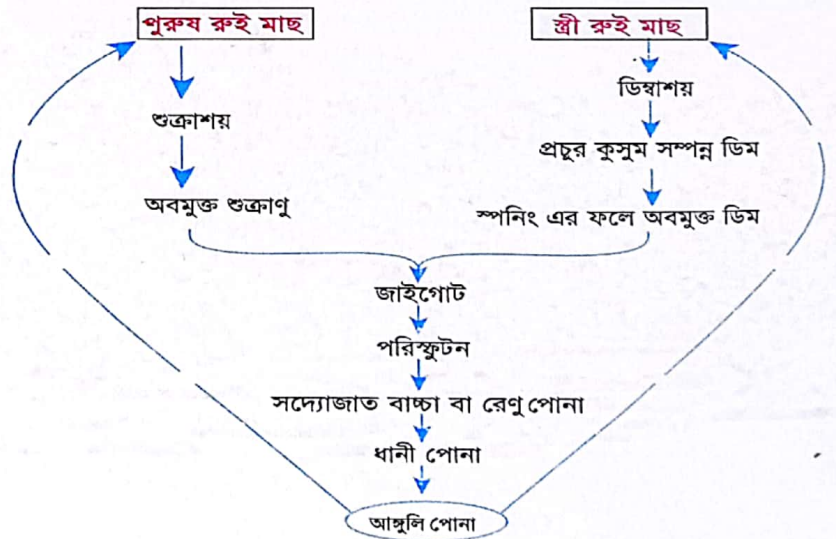 পুরুষ রুই মাছ
স্ত্রী রুই মাছ
ডিম্বাশয়
শুক্রাশয়
প্রচুর কুসুম সম্পন্ন ডিম
অবমুক্ত শুক্রাণু
স্পনিং এর ফলে অবমুক্ত ডিম
জাইগোট
পরিস্ফুটন
সদ্যোজাত বাচ্চা বা রেণু পোনা
ধানী পোনা
আঙ্গুলি পোনা